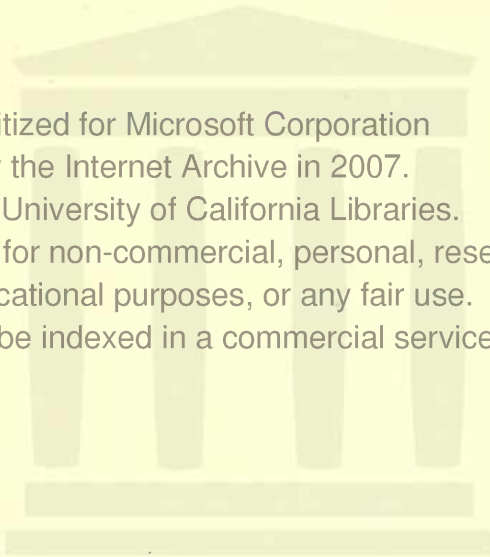 itized for Microsoft Corporation
the Internet Archive in 2007.
University of California Libraries.
for non-commercial, personal, rese
cational purposes, or any fair use.
be indexed in a commercial service